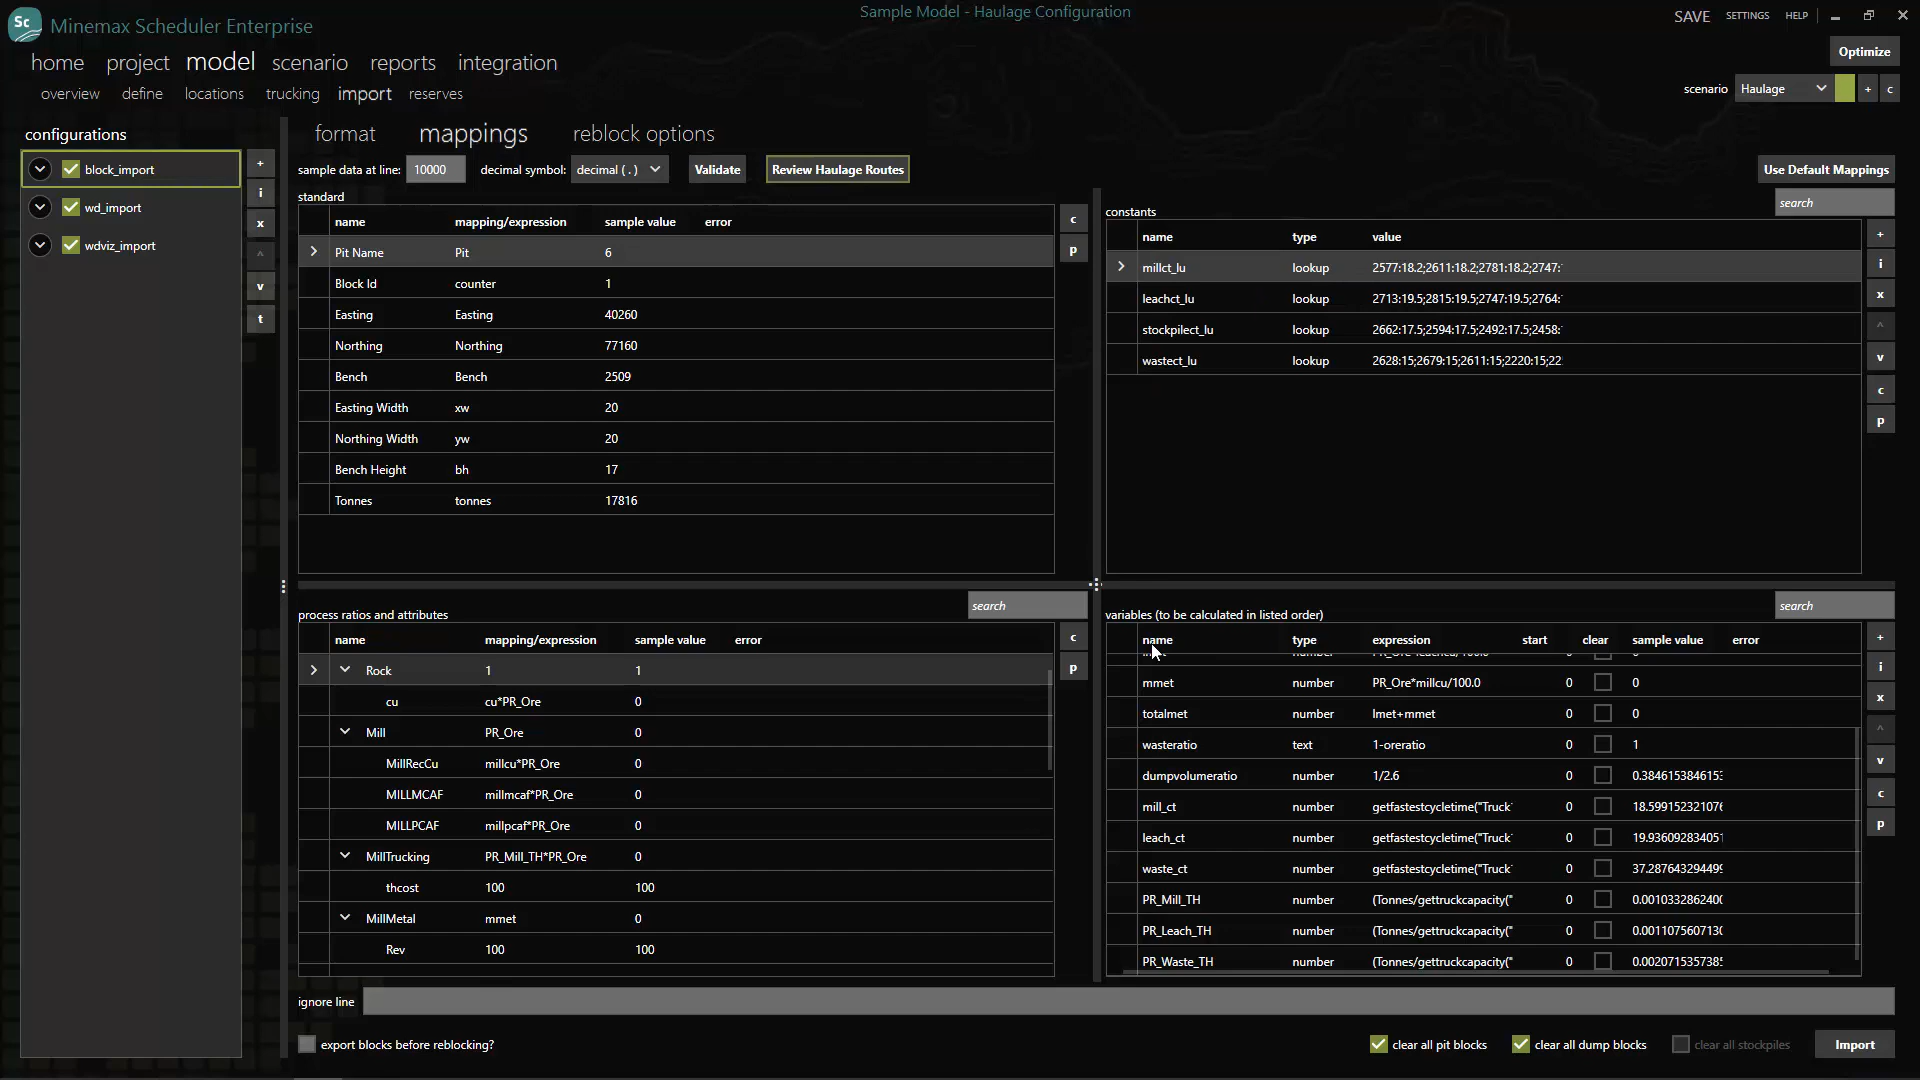 Sc Minemax Scheduler Enterprise
Sample Model - Haulage Configuration
SAVE SETTINGS HELP
home project model scenario reports integration
Optimize
overview define locations trucking import reserves
scenario Haulage + c
configurations
block_import
wd_import
wdviz_import
+
i
x
^
v
t
format mappings reblock options
sample data at line: 10000 decimal symbol: decimal ( . ) Validate Review Haulage Routes
Use Default Mappings
standard
name mapping/expression sample value error
Pit Name Pit 6
Block Id counter 1
Easting Easting 40260
Northing Northing 77160
Bench Bench 2509
Easting Width xw 20
Northing Width yw 20
Bench Height bh 17
Tonnes tonnes 17816
c
p
search
constants
name type value
millct_lu lookup 2577:18.2;2611:18.2;2781:18.2;2747:
leachct_lu lookup 2713:19.5;2815:19.5;2747:19.5;2764:
stockpilect_lu lookup 2662:17.5;2594:17.5;2492:17.5;2458:
wastect_lu lookup 2628:15;2679:15;2611:15;2220:15;22
+
i
x
^
v
c
p
search
process ratios and attributes
name mapping/expression sample value error
Rock 1 1
cu cu*PR_Ore 0
Mill PR_Ore 0
MillRecCu millcu*PR_Ore 0
MILLMCAF millmcaf*PR_Ore 0
MILLPCAF millpcaf*PR_Ore 0
MillTrucking PR_Mill_TH*PR_Ore 0
thcost 100 100
MillMetal mmet 0
Rev 100 100
c
p
search
variables (to be calculated in listed order)
name type expression start clear sample value error
mmet number PR_Ore*millcu/100.0 0 0
totalmet number lmet+mmet 0 0
wasteratio text 1-oreratio 0 1
dumpvolumeratio number 1/2.6 0 0.38461538461538
mill_ct number getfastestcycletime("Truck 0 18.599152321076
leach_ct number getfastestcycletime("Truck 0 19.936092834051
waste_ct number getfastestcycletime("Truck 0 37.287643294499
PR_Mill_TH number (Tonnes/gettruckcapacity(" 0 0.0010332862400
PR_Leach_TH number (Tonnes/gettruckcapacity(" 0 0.0011075607130
PR_Waste_TH number (Tonnes/gettruckcapacity(" 0 0.0020715357385
+
i
x
^
v
c
p
ignore line
export blocks before reblocking?
clear all pit blocks clear all dump blocks clear all stockpiles Import